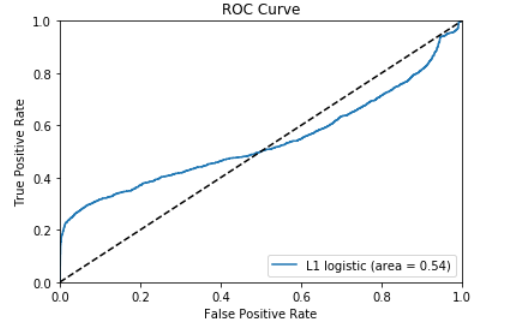 ROC Curve
1.0
0.8
0.6
0.4
0.2
0.0
True Positive Rate
L1 logistic (area = 0.54)
0.0 0.2 0.4 0.6 0.8 1.0
False Positive Rate